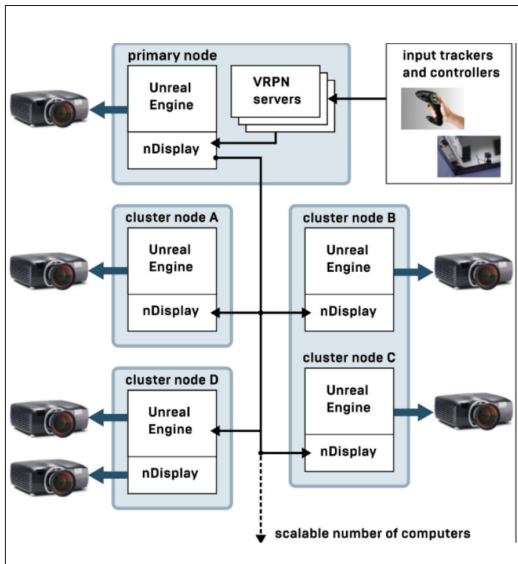 primary node
Unreal
Engine
nDisplay
VRPN
servers
input trackers
and controllers
cluster node A
Unreal
Engine
nDisplay
cluster node B
Unreal
Engine
nDisplay
cluster node D
Unreal
Engine
nDisplay
cluster node C
Unreal
Engine
nDisplay
scalable number of computers